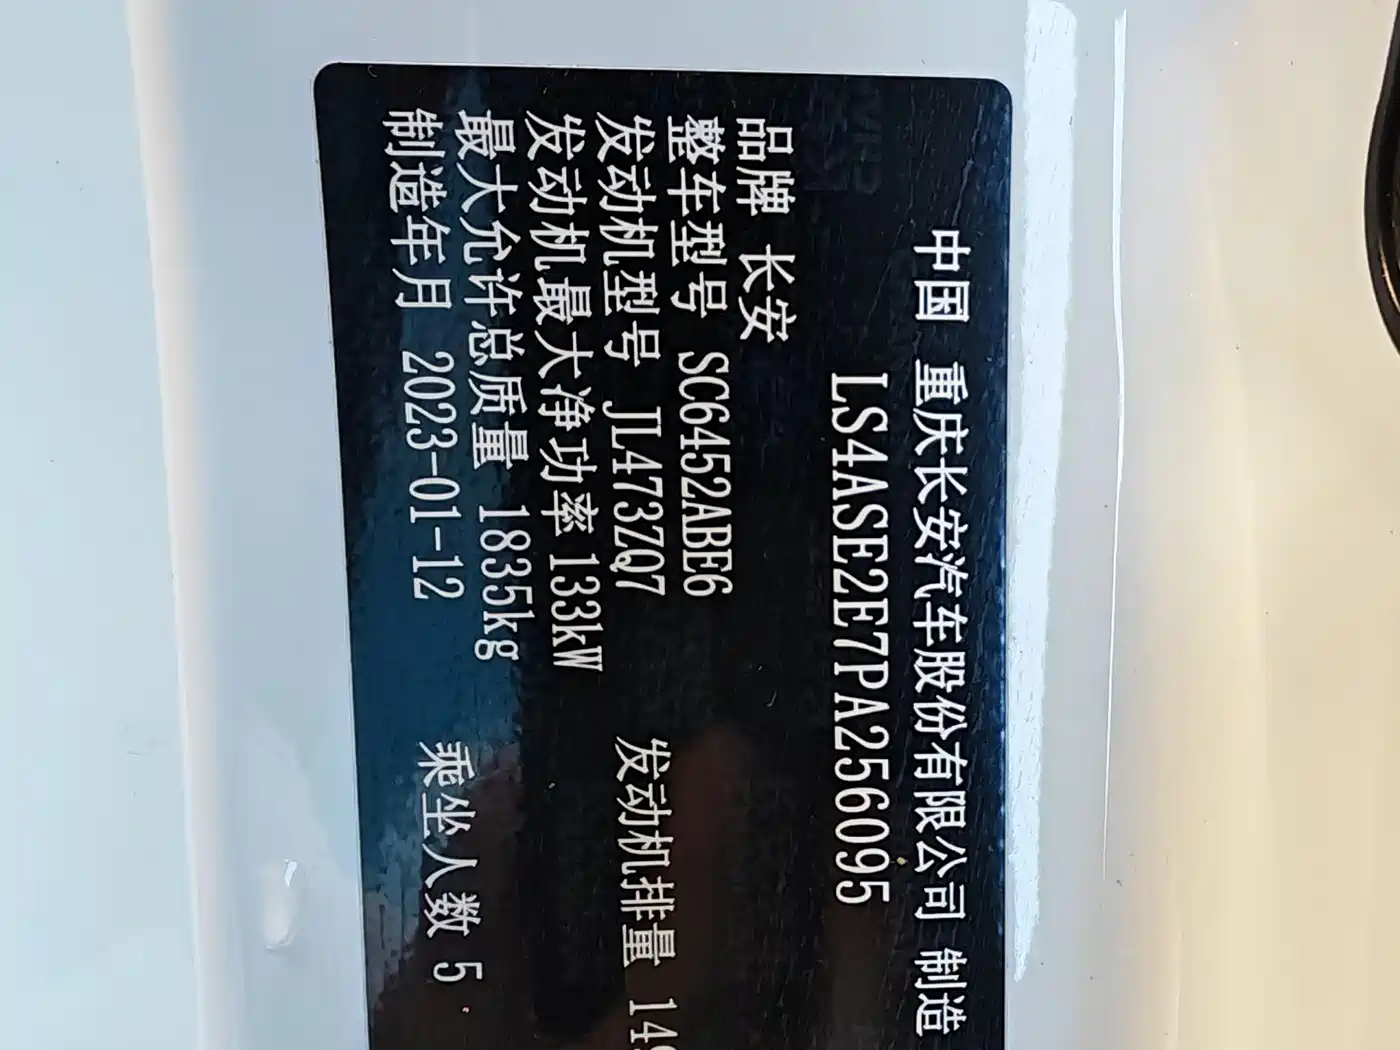 中国 重庆长安汽车股份有限公司 制造
LS4ASE2E7PA256095
品牌 长安
整车型号 SC6452ABE6
发动机型号 JL473ZQ7 发动机排量 14
发动机最大净功率 133kW
最大允许总质量 1835kg
制造年月 2023-01-12 乘坐人数 5